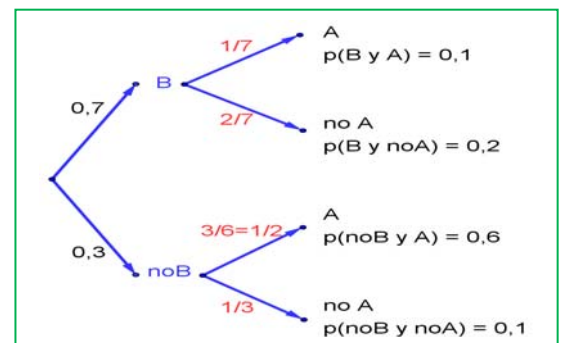 1/7
A
p(B y A) = 0,1
B
0,7
2/7
no A
p(B y noA) = 0,2
3/6=1/2
A
p(noB y A) = 0,6
0,3
noB
1/3
no A
p(noB y noA) = 0,1